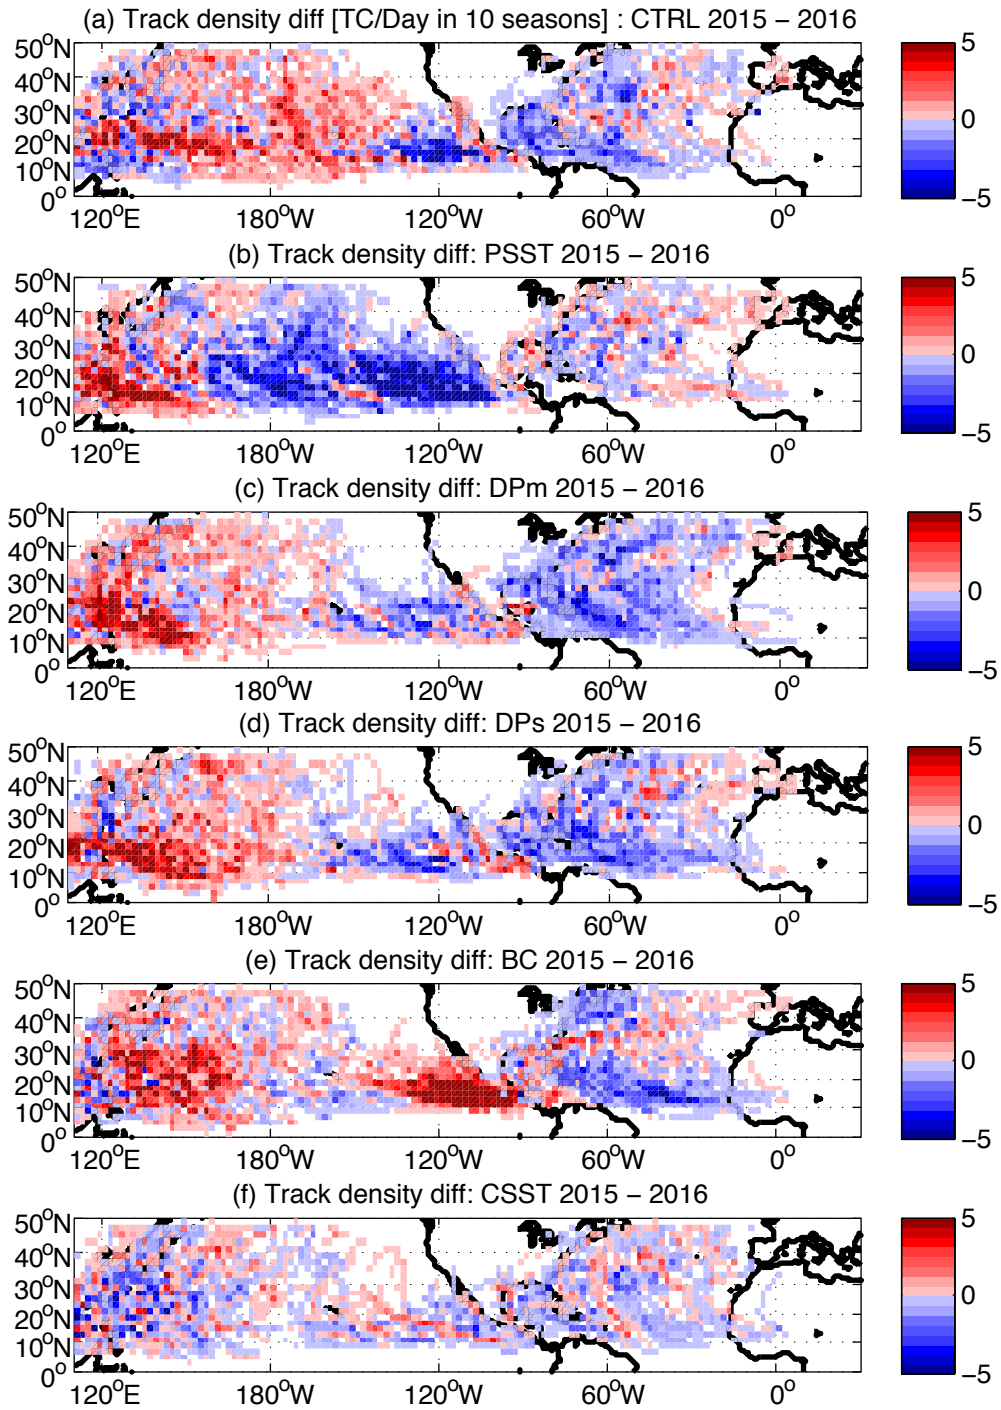 (a) Track density diff [TC/Day in 10 seasons] : CTRL 2015 − 2016
50°N
40°N
30°N
20°N
10°N
0°
120°E 180°W 120°W 60°W 0°
5
0
−5
(b) Track density diff: PSST 2015 − 2016
50°N
40°N
30°N
20°N
10°N
0°
120°E 180°W 120°W 60°W 0°
5
0
−5
(c) Track density diff: DPm 2015 − 2016
50°N
40°N
30°N
20°N
10°N
0°
120°E 180°W 120°W 60°W 0°
5
0
−5
(d) Track density diff: DPs 2015 − 2016
50°N
40°N
30°N
20°N
10°N
0°
120°E 180°W 120°W 60°W 0°
5
0
−5
(e) Track density diff: BC 2015 − 2016
50°N
40°N
30°N
20°N
10°N
0°
120°E 180°W 120°W 60°W 0°
5
0
−5
(f) Track density diff: CSST 2015 − 2016
50°N
40°N
30°N
20°N
10°N
0°
120°E 180°W 120°W 60°W 0°
5
0
−5